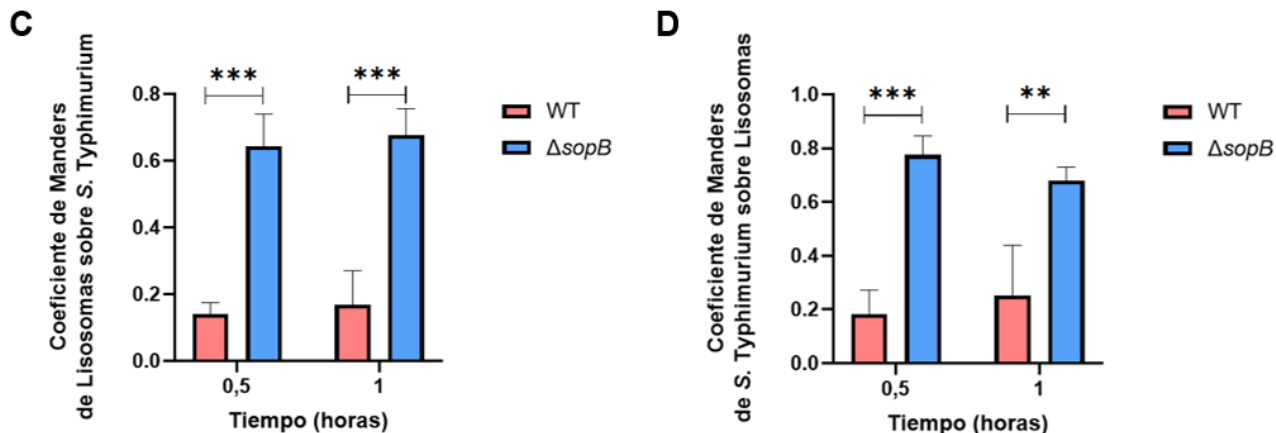 C
Coeficiente de Manders
de Lisosomas sobre S. Typhimurium
0.8
0.6
0.4
0.2
0.0
***
***
0,5
1
Tiempo (horas)
WT
ΔsopB
D
Coeficiente de Manders
de S. Typhimurium sobre Lisosomas
1.0
0.8
0.6
0.4
0.2
0.0
***
**
0,5
1
Tiempo (horas)
WT
ΔsopB